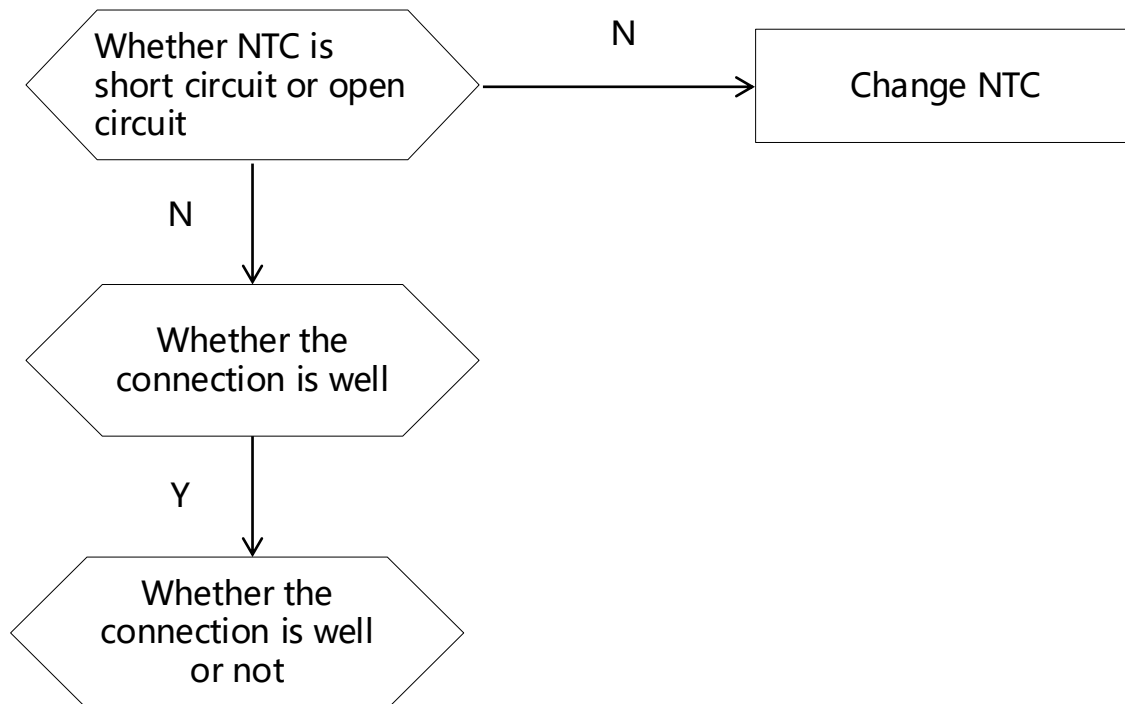 Whether NTC is
short circuit or open
circuit
N
Change NTC
N
Whether the
connection is well
Y
Whether the
connection is well
or not